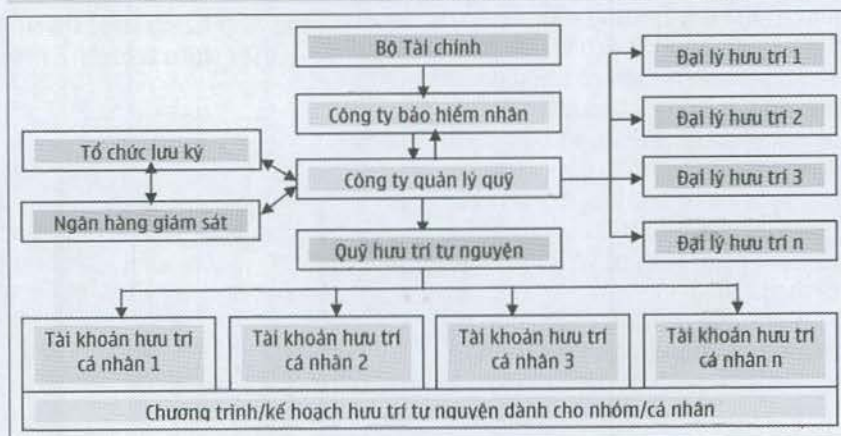 Bộ Tài chính
Công ty bảo hiểm nhân
Công ty quản lý quỹ
Quỹ hưu trí tự nguyện
Tổ chức lưu ký
Ngân hàng giám sát
Đại lý hưu trí 1
Đại lý hưu trí 2
Đại lý hưu trí 3
Đại lý hưu trí n
Tài khoản hưu trí
cá nhân 1
Tài khoản hưu trí
cá nhân 2
Tài khoản hưu trí
cá nhân 3
Tài khoản hưu trí
cá nhân n
Chương trình/kế hoạch hưu trí tự nguyện dành cho nhóm/cá nhân